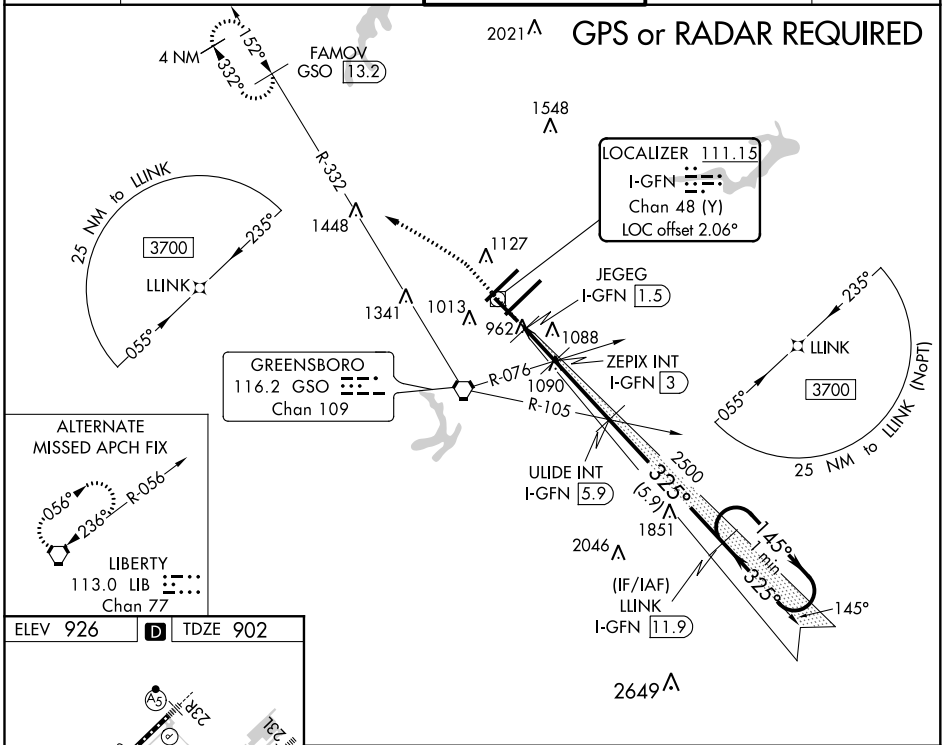 GPS or RADAR REQUIRED
2021
4 NM
152°
332°
FAMOV
GSO 13.2
1548
R-332
LOCALIZER 111.15
I-GFN
Chan 48 (Y)
LOC offset 2.06°
25 NM to LLINK
3700
235°
LLINK
055°
1448
1127
JEGEG
I-GFN 1.5
1341
1013
962
1088
235°
LLINK
3700
055°
25 NM to LLINK (NoPT)
GREENSBORO
116.2 GSO
Chan 109
R-076
1090
ZEPIX INT
I-GFN 3
R-105
ULIDE INT
I-GFN 5.9
2500
325°
(5.9)
1851
2046
145°
1 min
325°
145°
(IF/IAF)
LLINK
I-GFN 11.9
2649
ALTERNATE
MISSED APCH FIX
056°
236°
R-056
LIBERTY
113.0 LIB
Chan 77
ELEV 926
D
TDZE 902
A5
23R
23L
P